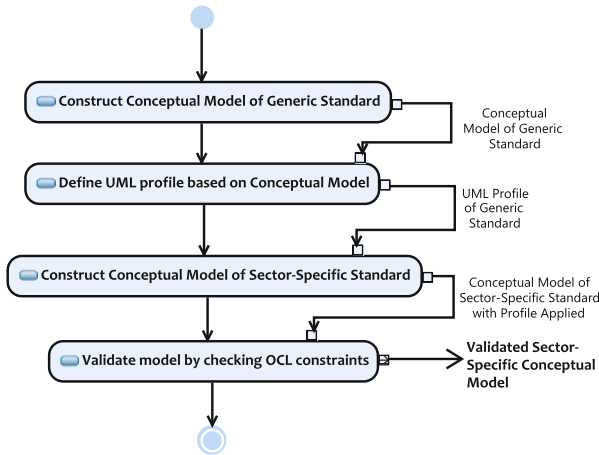 Construct Conceptual Model of Generic Standard
Conceptual
Model of Generic
Standard
Define UML profile based on Conceptual Model
UML Profile
of Generic
Standard
Construct Conceptual Model of Sector-Specific Standard
Conceptual Model of
Sector-Specific Standard
with Profile Applied
Validate model by checking OCL constraints
Validated Sector-
Specific Conceptual
Model